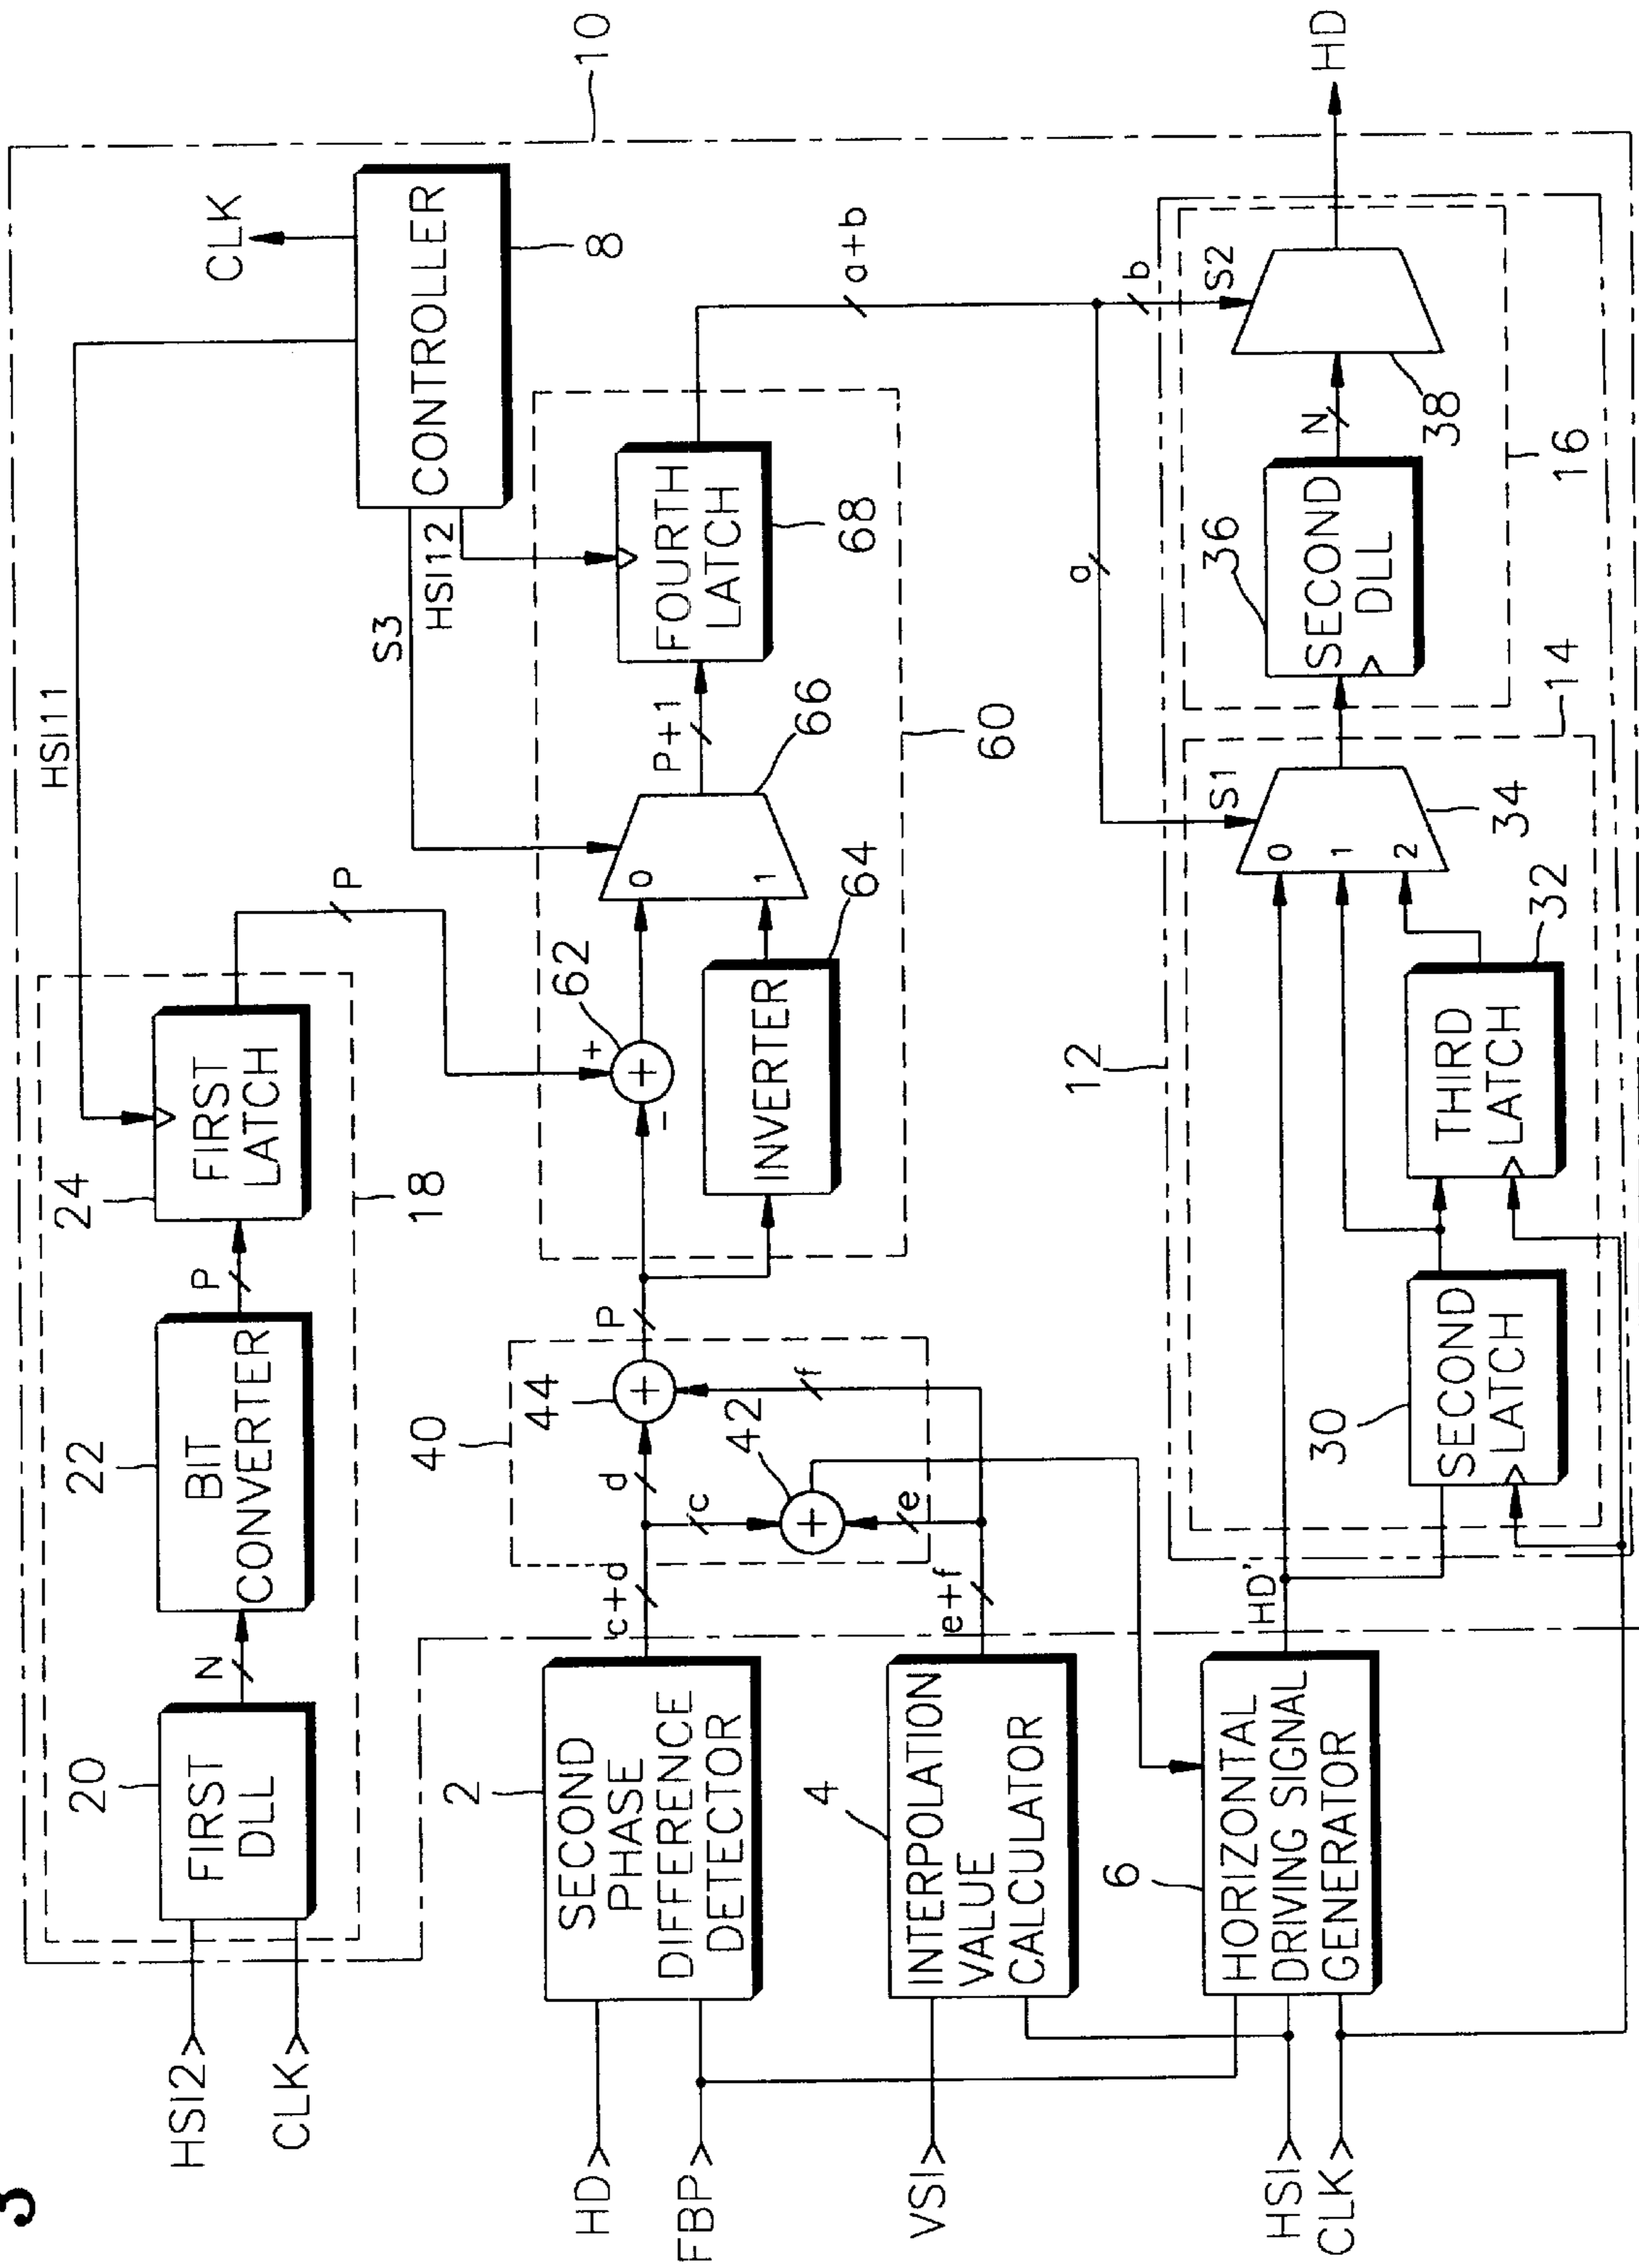 3
HSI2
CLK
20
FIRST
DLL
N
22
BIT
CONVERTER
P
24
FIRST
LATCH
18
P
HSI11
CLK
CONTROLLER
8
10
S3
HSI12
HD
FBP
2
SECOND
PHASE
DIFFERENCE
DETECTOR
c+d
40
44
+
d
c
42
+
e
f
P
62
+
-
+
INVERTER
64
0
1
66
P+1
FOURTH
LATCH
68
60
a+b
VSI
4
INTERPOLATION
VALUE
CALCULATOR
e+f
HSI
CLK
6
HORIZONTAL
DRIVING SIGNAL
GENERATOR
HD'
12
30
SECOND
LATCH
THIRD
LATCH
32
a
S1
0
1
2
34
14
36
SECOND
DLL
N
b
S2
38
16
HD